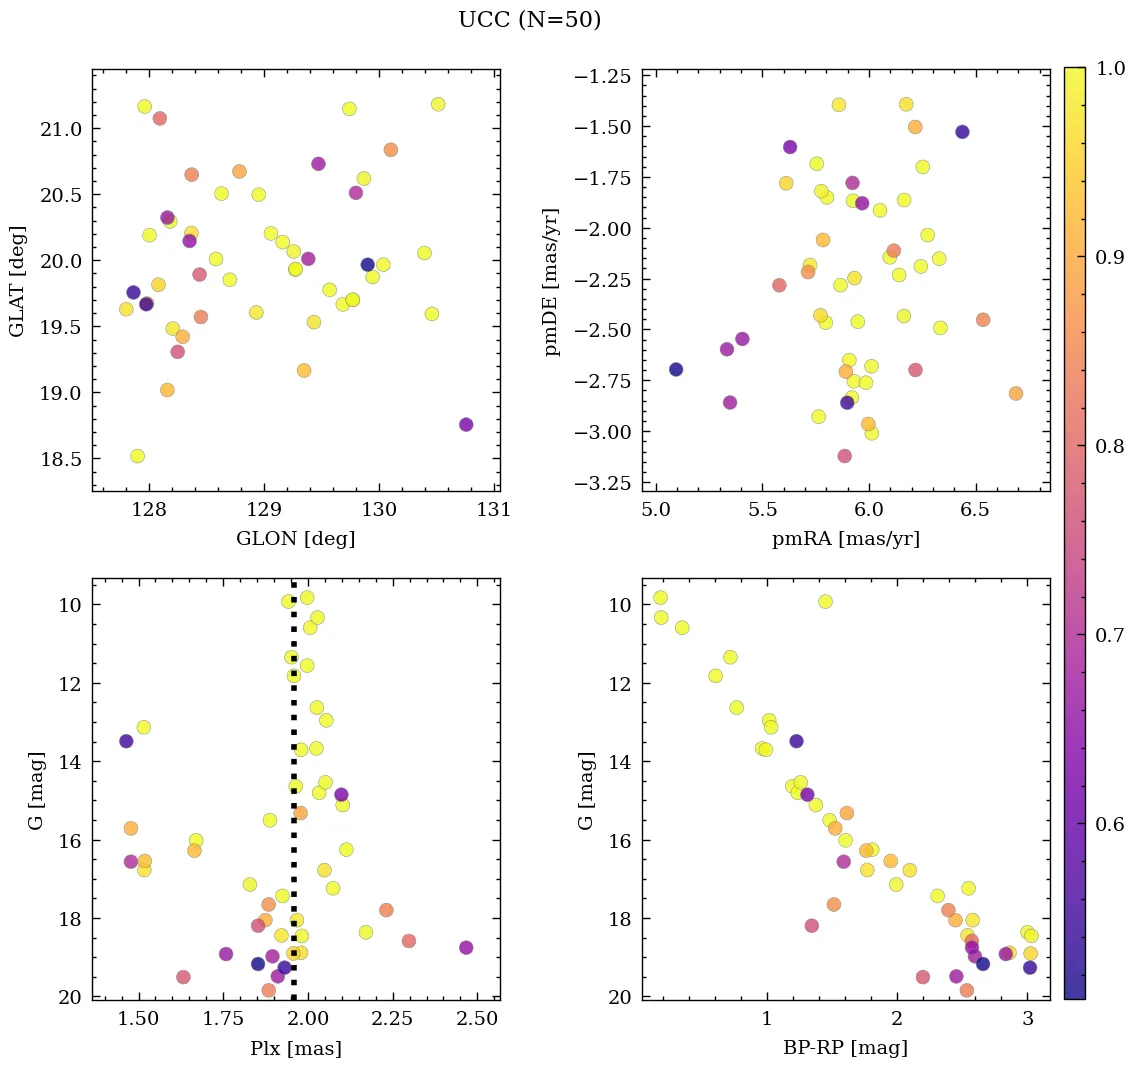 UCC (N=50)
21.0
20.5
20.0
19.5
19.0
18.5
GLAT [deg]
128 129 130 131
GLON [deg]
−1.25
−1.50
−1.75
−2.00
−2.25
−2.50
−2.75
−3.00
−3.25
pmDE [mas/yr]
5.0 5.5 6.0 6.5
pmRA [mas/yr]
10
12
14
16
18
20
G [mag]
1.50 1.75 2.00 2.25 2.50
Plx [mas]
10
12
14
16
18
20
G [mag]
1 2 3
BP-RP [mag]
1.0
0.9
0.8
0.7
0.6